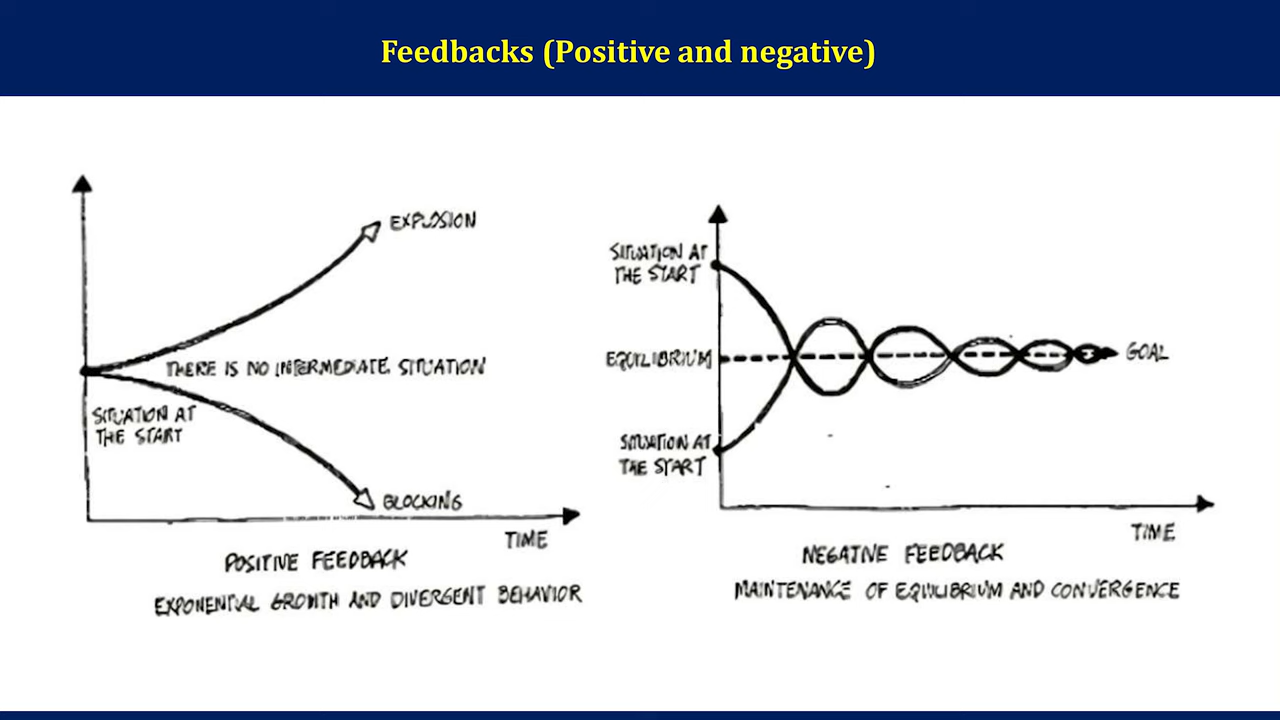 Feedbacks (Positive and negative)
EXPLOSION
THERE IS NO INTERMEDIATE SITUATION
SITUATION AT
THE START
BLOCKING
TIME
POSITIVE FEEDBACK
EXPONENTIAL GROWTH AND DIVERGENT BEHAVIOR
SITUATION AT
THE START
EQUILIBRIUM
GOAL
SITUATION AT
THE START
TIME
NEGATIVE FEEDBACK
MAINTENANCE OF EQUILIBRIUM AND CONVERGENCE